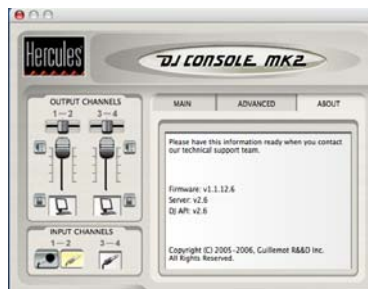 Hercules
DJ CONSOLE MK2
OUTPUT CHANNELS
1—2 3—4
MAIN ADVANCED ABOUT
Please have this information ready when you contact
our technical support team.
Firmware: v1.1.12.6
Server: v2.6
DJ API: v2.6
Copyright (C) 2005-2006, Guillemot R&D Inc.
All Rights Reserved.
INPUT CHANNELS
1—2 3—4